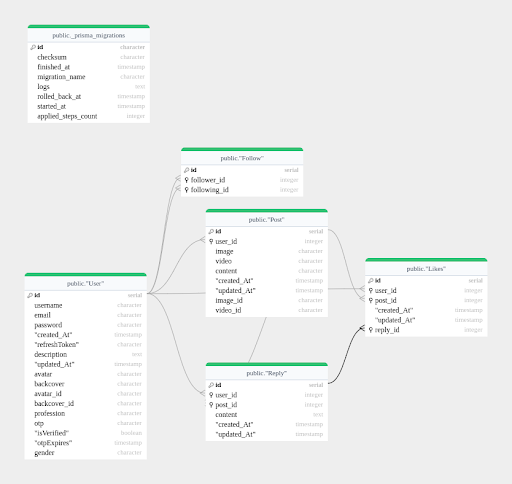 public._prisma_migrations
id character
checksum character
finished_at timestamp
migration_name character
logs text
rolled_back_at timestamp
started_at timestamp
applied_steps_count integer
public."Follow"
id serial
follower_id integer
following_id integer
public."Post"
id serial
user_id integer
image character
video character
content character
"created_At" timestamp
"updated_At" timestamp
image_id character
video_id character
public."Likes"
id serial
user_id integer
post_id integer
"created_At" timestamp
"updated_At" timestamp
reply_id integer
public."User"
id serial
username character
email character
password character
"created_At" timestamp
"refreshToken" character
description text
"updated_At" timestamp
avatar character
backcover character
avatar_id character
backcover_id character
profession character
otp character
"isVerified" boolean
"otpExpires" timestamp
gender character
public."Reply"
id serial
user_id integer
post_id integer
content text
"created_At" timestamp
"updated_At" timestamp